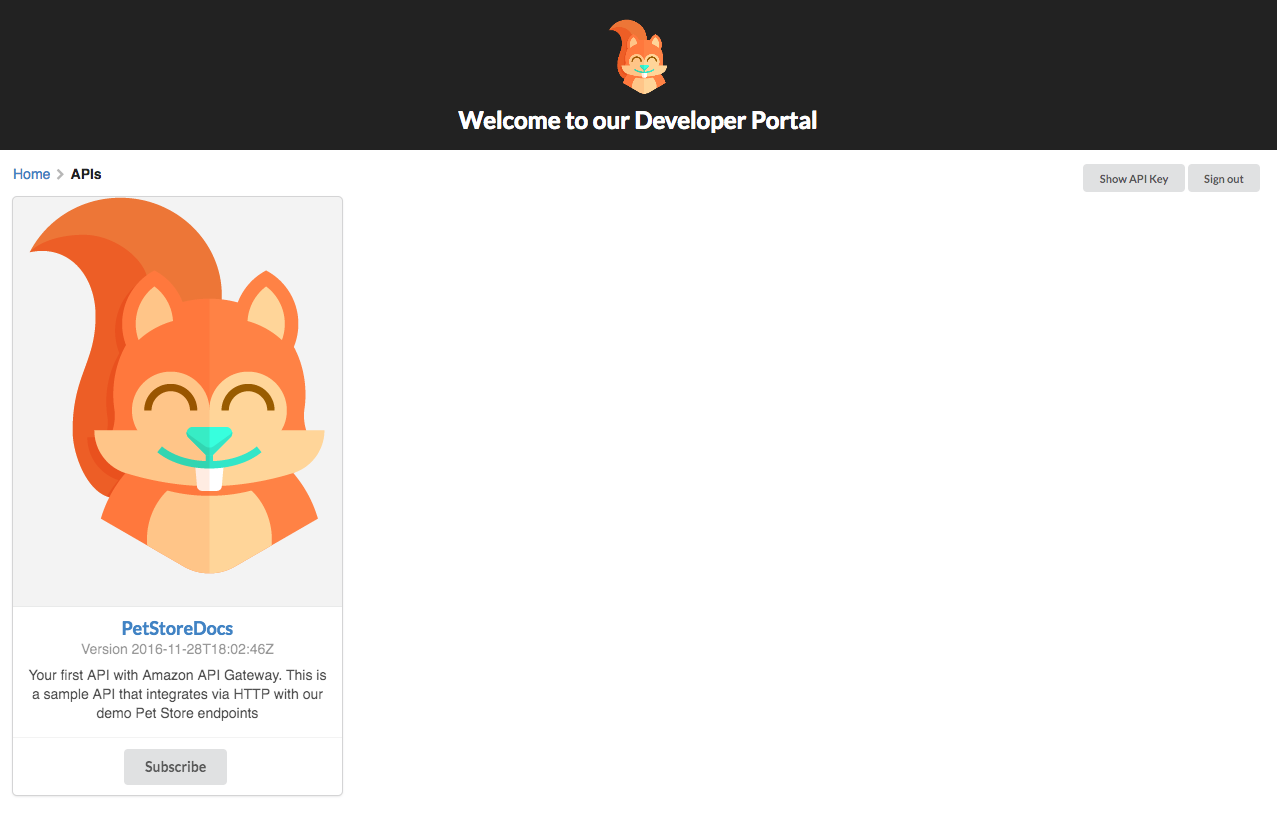 Welcome to our Developer Portal
Home > APIs
Show API Key
Sign out
PetStoreDocs
Version 2016-11-28T18:02:46Z
Your first API with Amazon API Gateway. This is
a sample API that integrates via HTTP with our
demo Pet Store endpoints
Subscribe